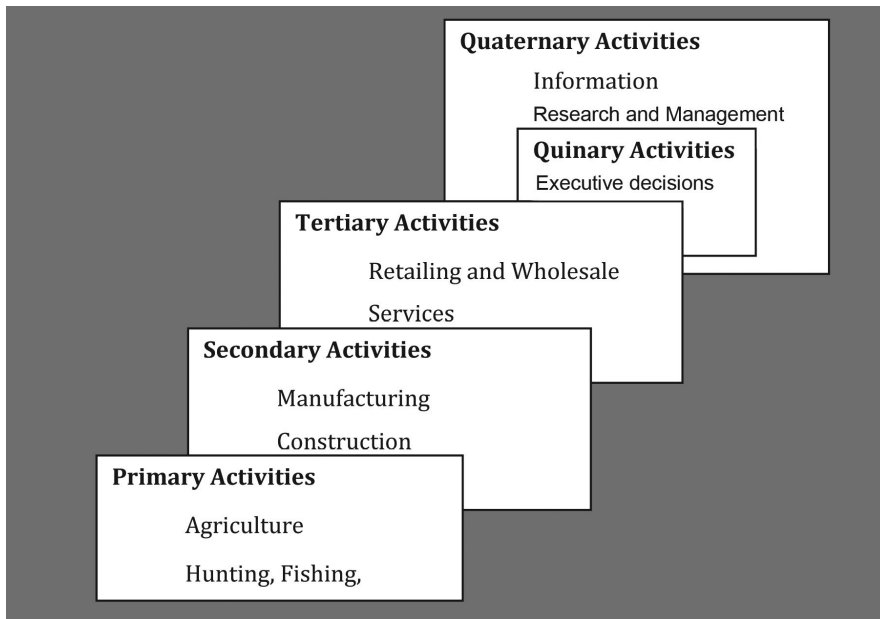 Quaternary Activities
Information
Research and Management
Quinary Activities
Executive decisions
Tertiary Activities
Retailing and Wholesale
Services
Secondary Activities
Manufacturing
Construction
Primary Activities
Agriculture
Hunting, Fishing,